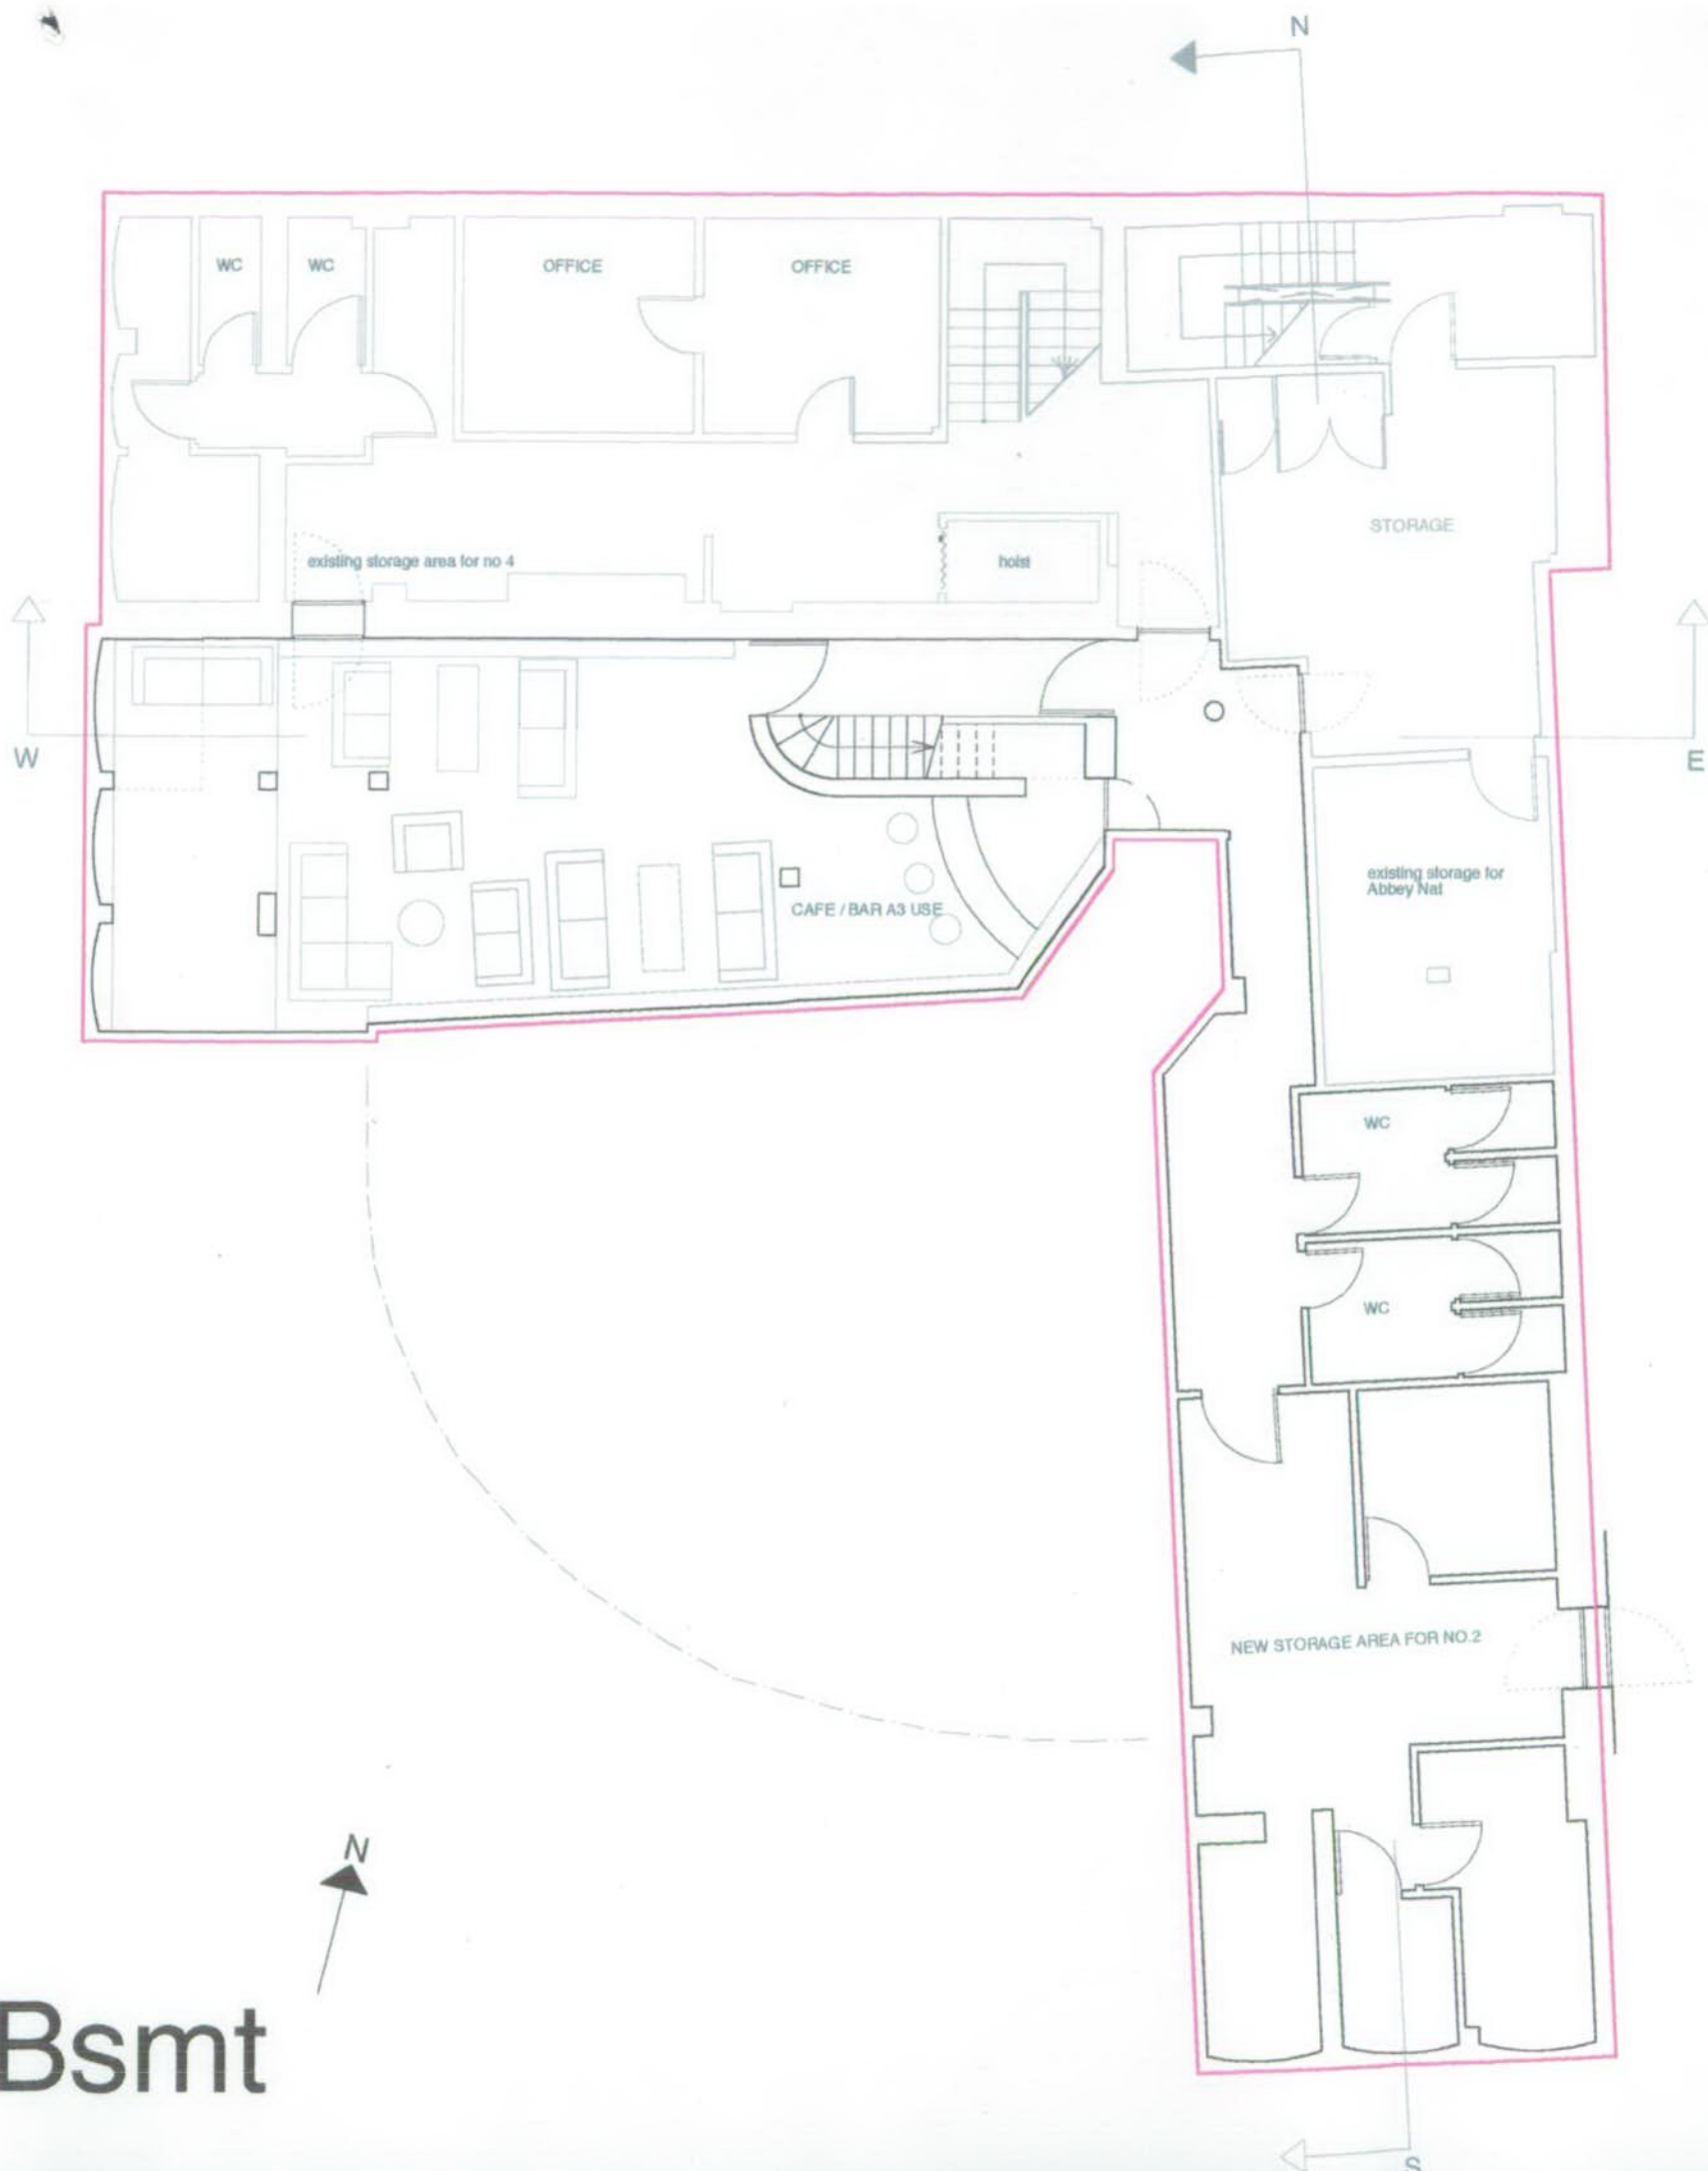 N
WC
WC
OFFICE
OFFICE
STORAGE
existing storage area for no 4
hoist
W
E
existing storage for
Abbey Nat
CAFE / BAR A3 USE
WC
WC
NEW STORAGE AREA FOR NO.2
N
Bsmt
S